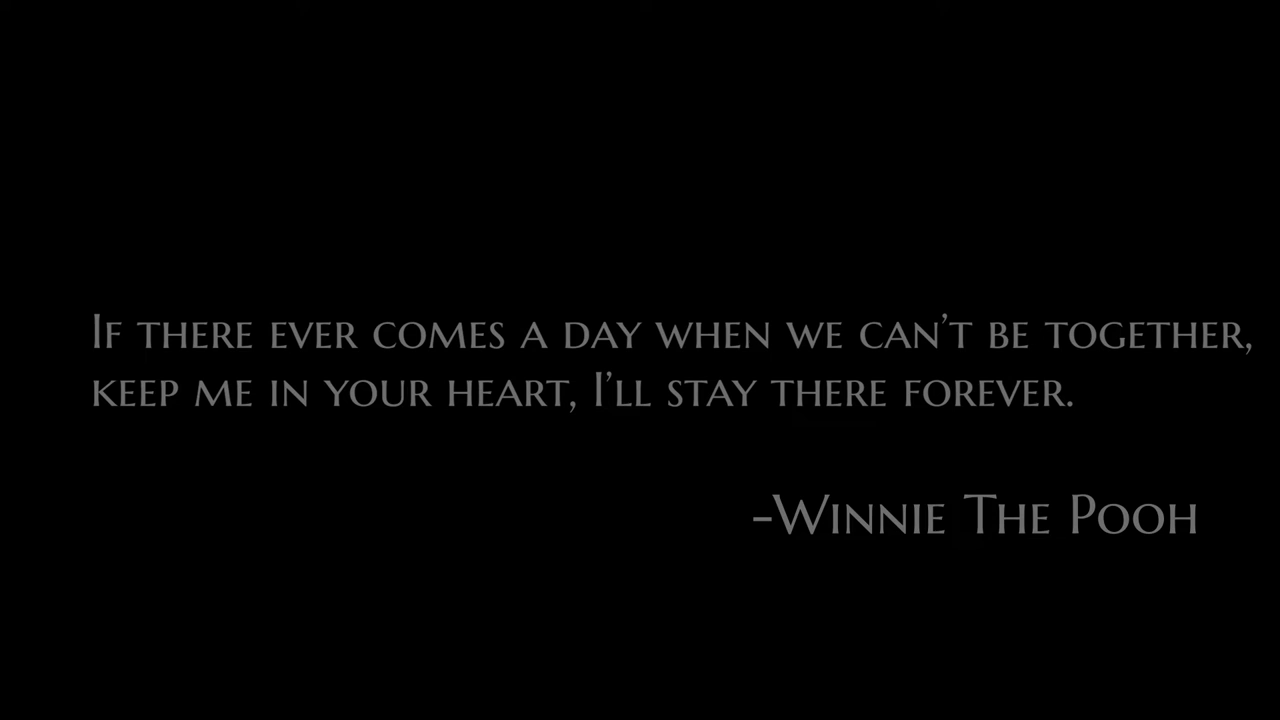 If there ever comes a day when we can’t be together,
keep me in your heart, I’ll stay there forever.
-Winnie The Pooh